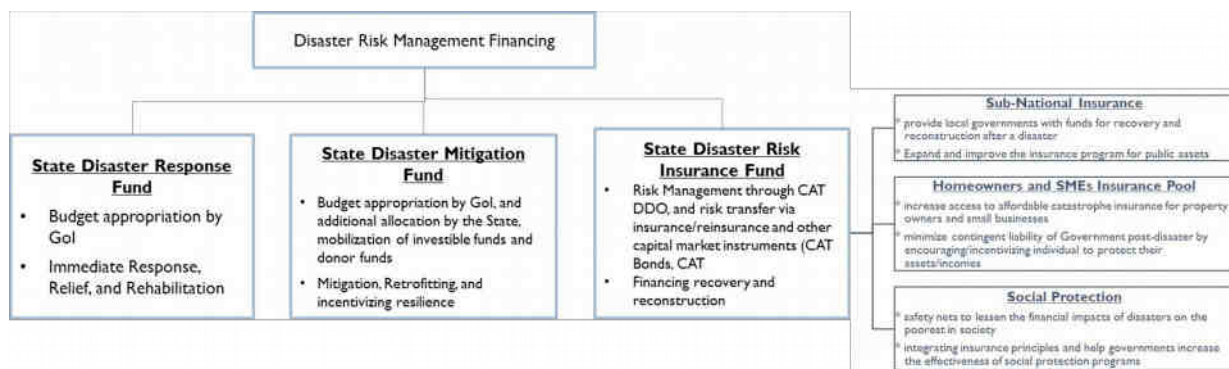 Disaster Risk Management Financing
State Disaster Response
Fund
• Budget appropriation by
GoI
• Immediate Response,
Relief, and Rehabilitation
State Disaster Mitigation
Fund
• Budget appropriation by GoI, and
additional allocation by the State,
mobilization of investible funds and
donor funds
• Mitigation, Retrofitting, and
incentivizing resilience
State Disaster Risk
Insurance Fund
• Risk Management through CAT
DDO, and risk transfer via
insurance/reinsurance and other
capital market instruments (CAT
Bonds, CAT
• Financing recovery and
reconstruction
Sub-National Insurance
* provide local governments with funds for recovery and
reconstruction after a disaster
* Expand and improve the insurance program for public assets
Homeowners and SMEs Insurance Pool
* increase access to affordable catastrophe insurance for property
owners and small businesses
* minimize contingent liability of Government post-disaster by
encouraging/incentivizing individual to protect their
assets/incomes
Social Protection
* safety nets to lessen the financial impacts of disasters on the
poorest in society
* integrating insurance principles and help governments increase
the effectiveness of social protection programs